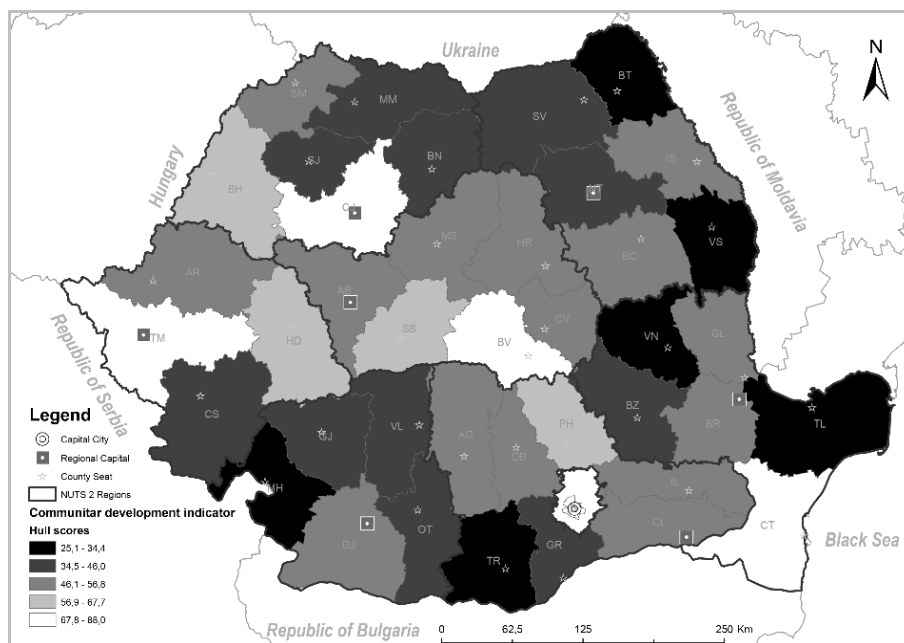 Ukraine
N
BT
SM
MM
SV
Republic of Moldavia
IS
SJ
BN
Hungary
BH
NT
CJ
VS
MS
HR
BC
AR
AB
Republic of Serbia
TM
HD
SB
CV
VN
GL
BV
Legend
CS
BZ
TL
Capital City
Regional Capital
County Seat
NUTS 2 Regions
GJ
VL
AG
DB
PH
BR
MH
IL
Communitar development indicator
Hull scores
25,1 - 34,4
34,5 - 46,0
46,1 - 56,8
56,9 - 67,7
67,8 - 88,0
DJ
OT
TR
GR
CL
CT
Black Sea
Republic of Bulgaria
0 62,5 125 250 Km